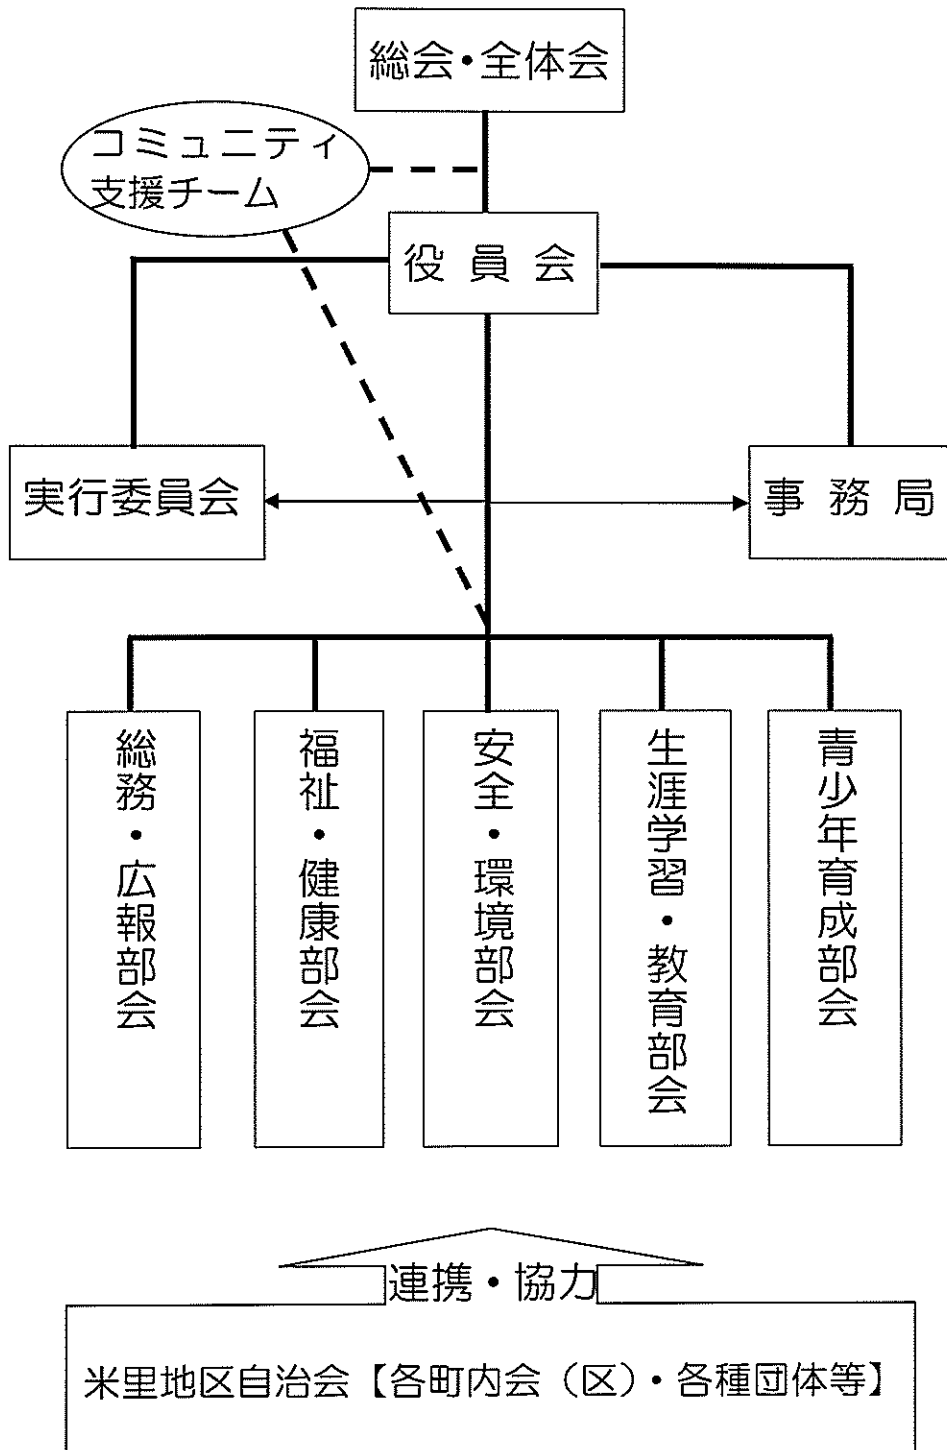 総会・全体会
コミュニティ
支援チーム
役員会
実行委員会
事務局
総務・広報部会
福祉・健康部会
安全・環境部会
生涯学習・教育部会
青少年育成部会
連携・協力
米里地区自治会【各町内会（区）・各種団体等】